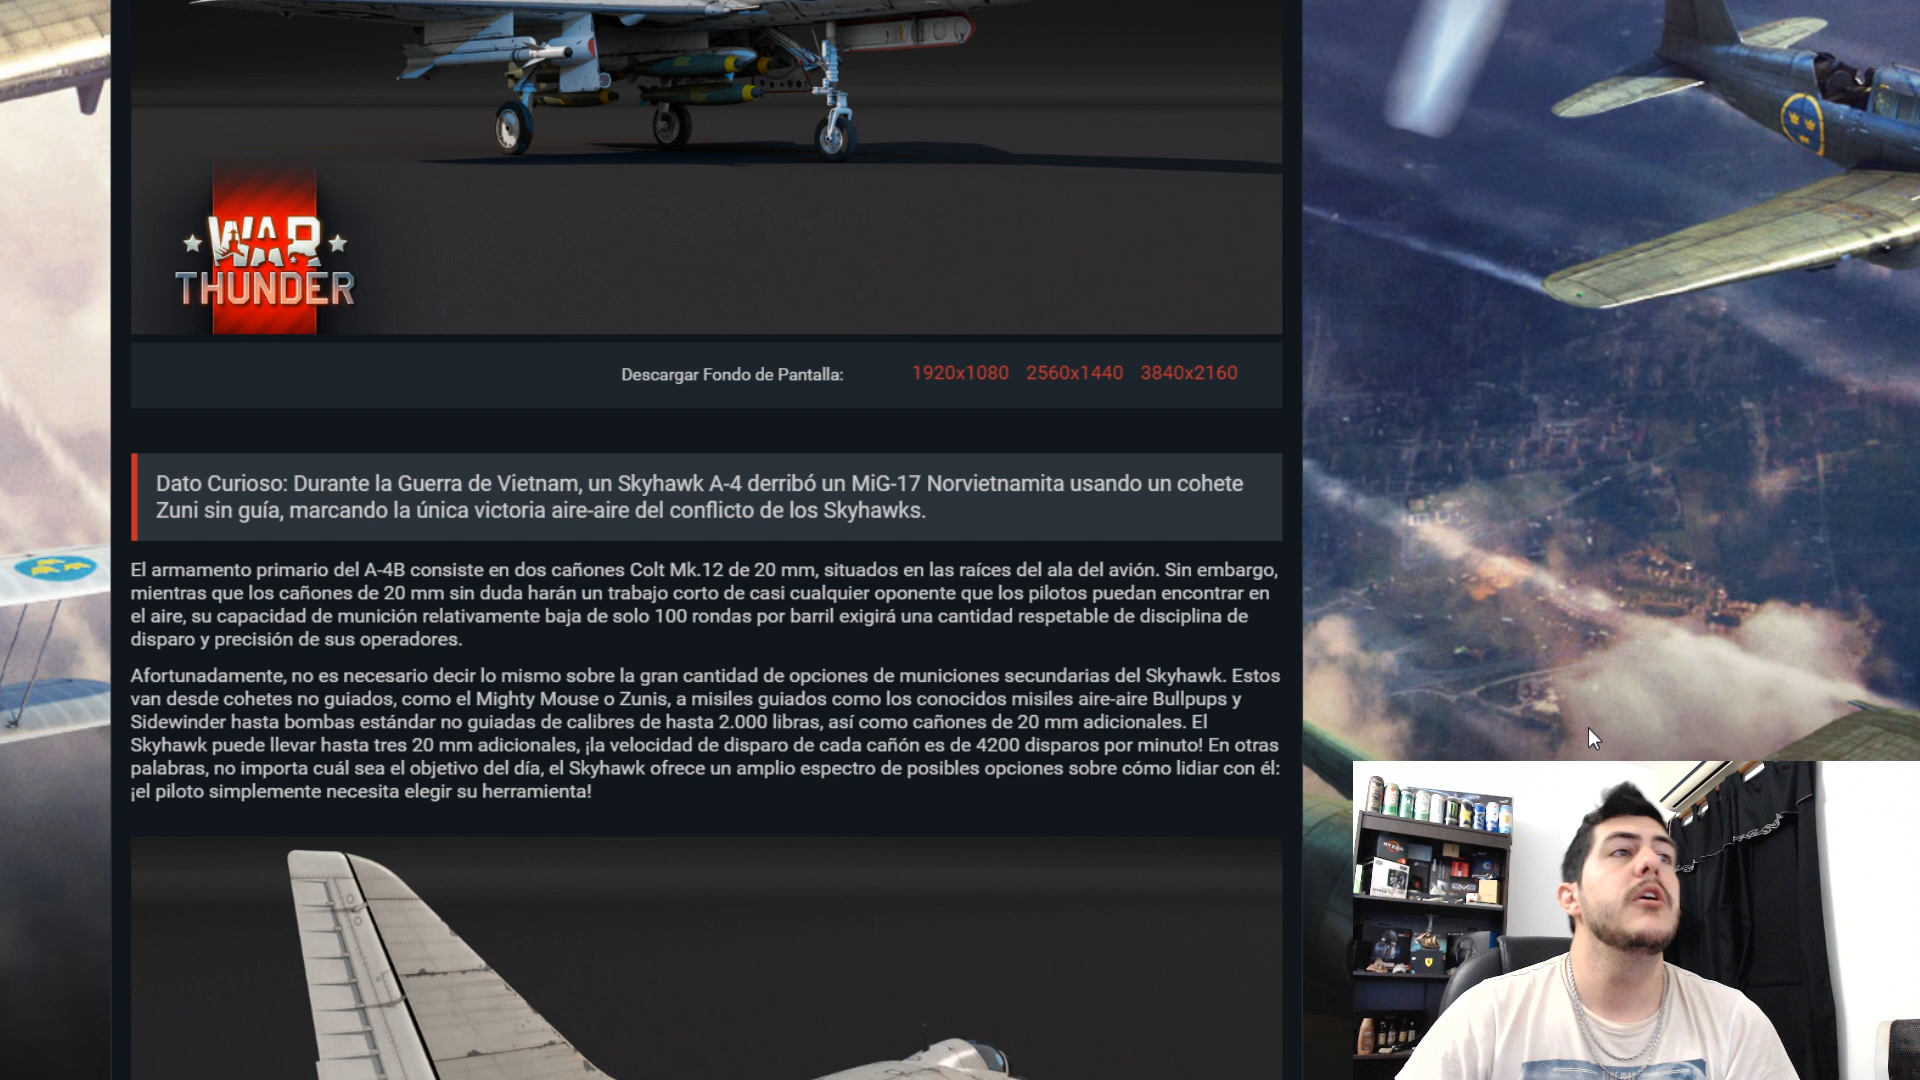 WAR
THUNDER
Descargar Fondo de Pantalla: 1920x1080 2560x1440 3840x2160
Dato Curioso: Durante la Guerra de Vietnam, un Skyhawk A-4 derribó un MiG-17 Norvietnamita usando un cohete
Zuni sin guía, marcando la única victoria aire-aire del conflicto de los Skyhawks.
El armamento primario del A-4B consiste en dos cañones Colt Mk.12 de 20 mm, situados en las raíces del ala del avión. Sin embargo,
mientras que los cañones de 20 mm sin duda harán un trabajo corto de casi cualquier oponente que los pilotos puedan encontrar en
el aire, su capacidad de munición relativamente baja de solo 100 rondas por barril exigirá una cantidad respetable de disciplina de
disparo y precisión de sus operadores.
Afortunadamente, no es necesario decir lo mismo sobre la gran cantidad de opciones de municiones secundarias del Skyhawk. Estos
van desde cohetes no guiados, como el Mighty Mouse o Zunis, a misiles guiados como los conocidos misiles aire-aire Bullpups y
Sidewinder hasta bombas estándar no guiadas de calibres de hasta 2.000 libras, así como cañones de 20 mm adicionales. El
Skyhawk puede llevar hasta tres 20 mm adicionales, ¡la velocidad de disparo de cada cañón es de 4200 disparos por minuto! En otras
palabras, no importa cuál sea el objetivo del día, el Skyhawk ofrece un amplio espectro de posibles opciones sobre cómo lidiar con él:
¡el piloto simplemente necesita elegir su herramienta!
RYZEN